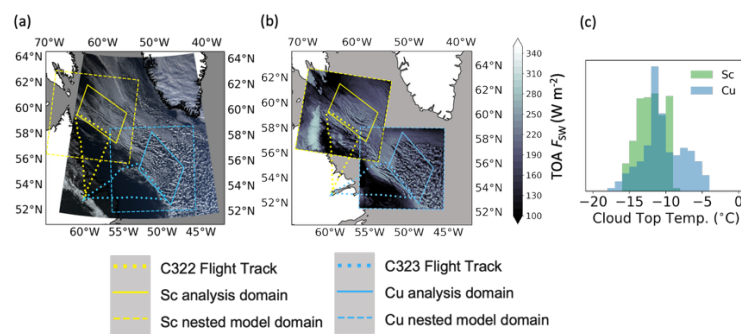 (a)
(b)
(c)
70°W 60°W 50°W 40°W
70°W 60°W 50°W 40°W
64°N 64°N 64°N
62°N 62°N 62°N 62°N
60°N 60°N 60°N 60°N
58°N 58°N 58°N 58°N
56°N 56°N 56°N 56°N
54°N 54°N 54°N 54°N
52°N 52°N 52°N 52°N
60°W 55°W 50°W 45°W
60°W 55°W 50°W 45°W
340
310
280
250
220
190
160
130
100
TOA F_SW (W m⁻²)
Sc
Cu
−20 −15 −10 −5 0
Cloud Top Temp. (°C)
C322 Flight Track
Sc analysis domain
Sc nested model domain
C323 Flight Track
Cu analysis domain
Cu nested model domain